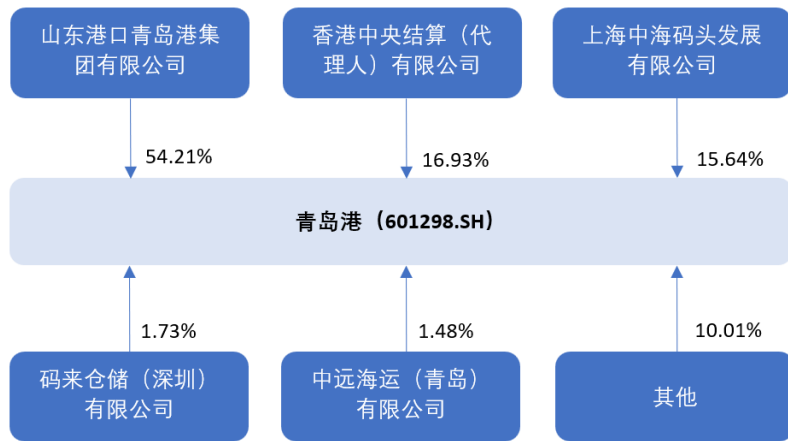 山东港口青岛港集
团有限公司
香港中央结算（代
理人）有限公司
上海中海码头发展
有限公司
54.21%
16.93%
15.64%
青岛港（601298.SH）
1.73%
1.48%
10.01%
码来仓储（深圳）
有限公司
中远海运（青岛）
有限公司
其他